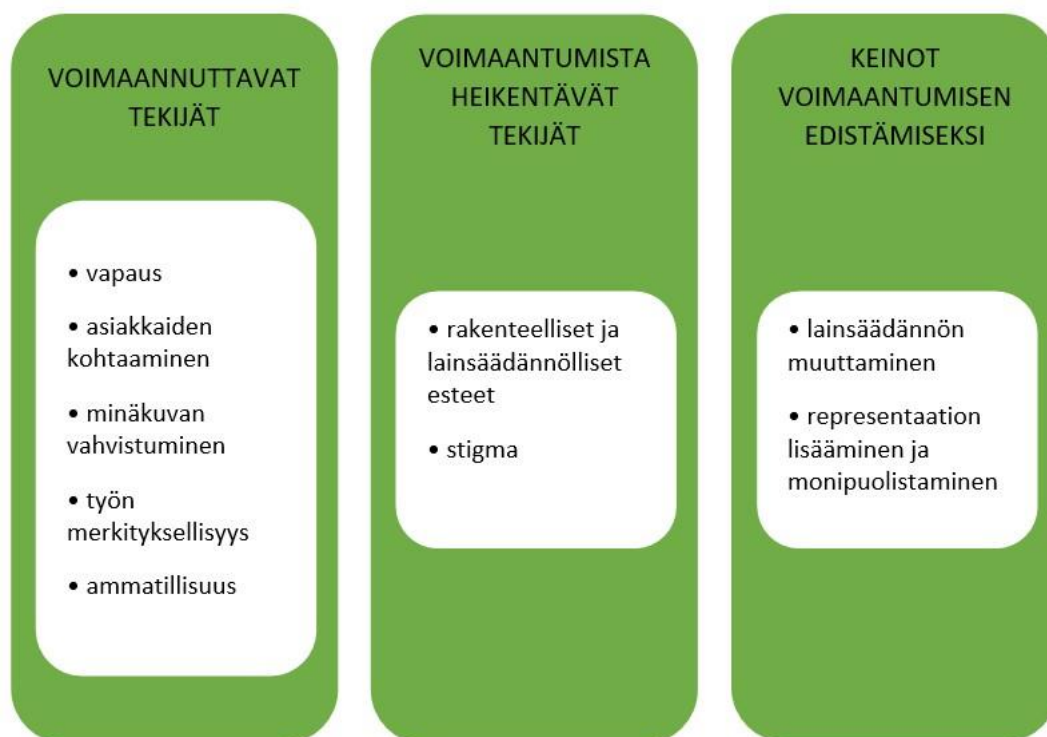 VOIMAANNUTTAVAT
TEKIJÄT
• vapaus
• asiakkaiden
kohtaaminen
• minäkuvan
vahvistuminen
• työn
merkityksellisyys
• ammatillisuus
VOIMAANTUMISTA
HEIKENTÄVÄT
TEKIJÄT
• rakenteelliset ja
lainsäädännölliset
esteet
• stigma
KEINOT
VOIMAANTUMISEN
EDISTÄMISEKSI
• lainsäädännön
muuttaminen
• representaation
lisääminen ja
monipuolistaminen